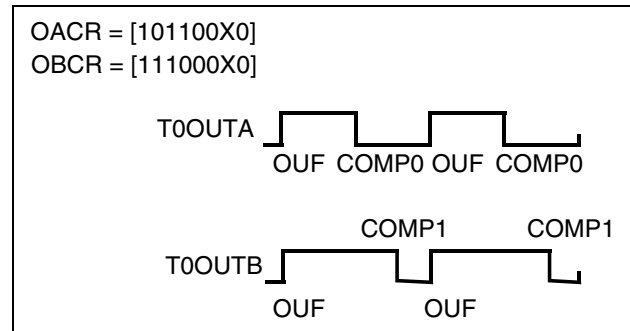 OACR = [101100X0]
OBCR = [111000X0]
T0OUTA
OUF COMP0 OUF COMP0
COMP1 COMP1
T0OUTB
OUF OUF